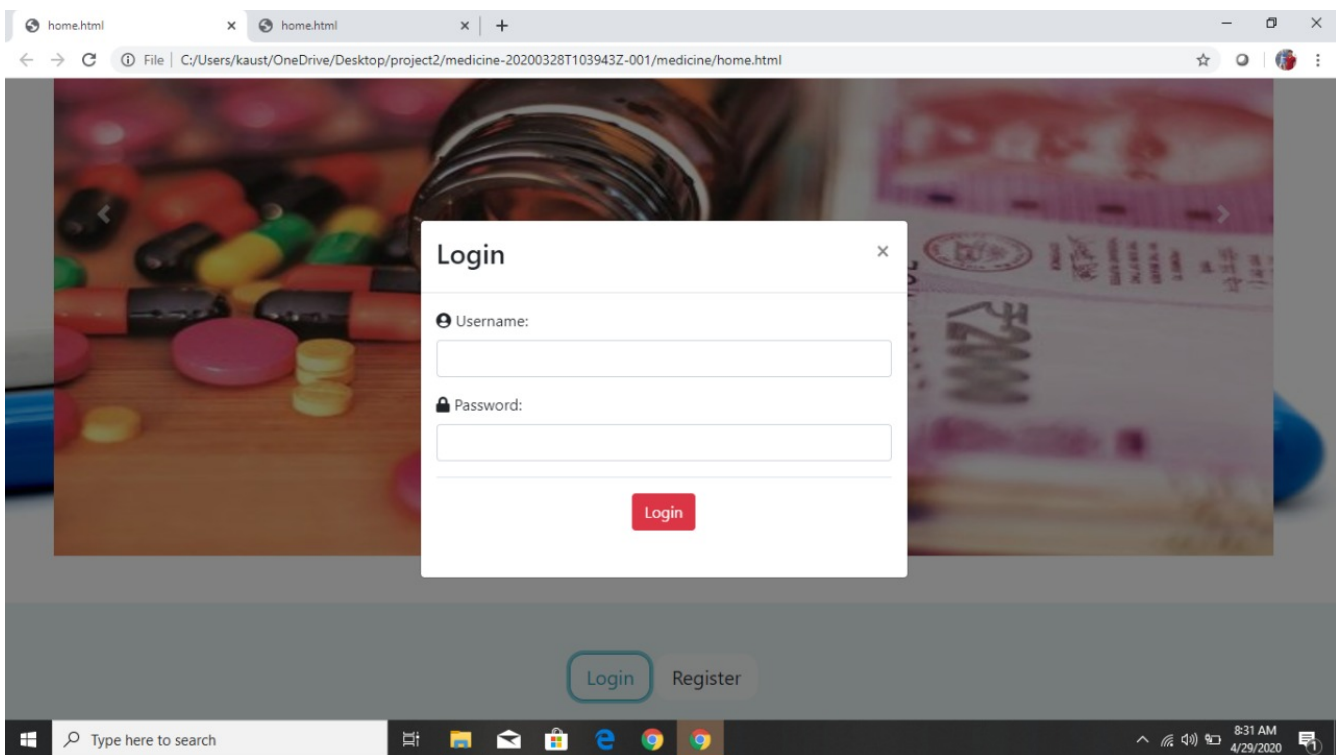 home.html
home.html
File | C:/Users/kaust/OneDrive/Desktop/project2/medicine-20200328T103943Z-001/medicine/home.html
Login
Username:
Password:
Login
2000
Login Register
Type here to search
8:31 AM
4/29/2020